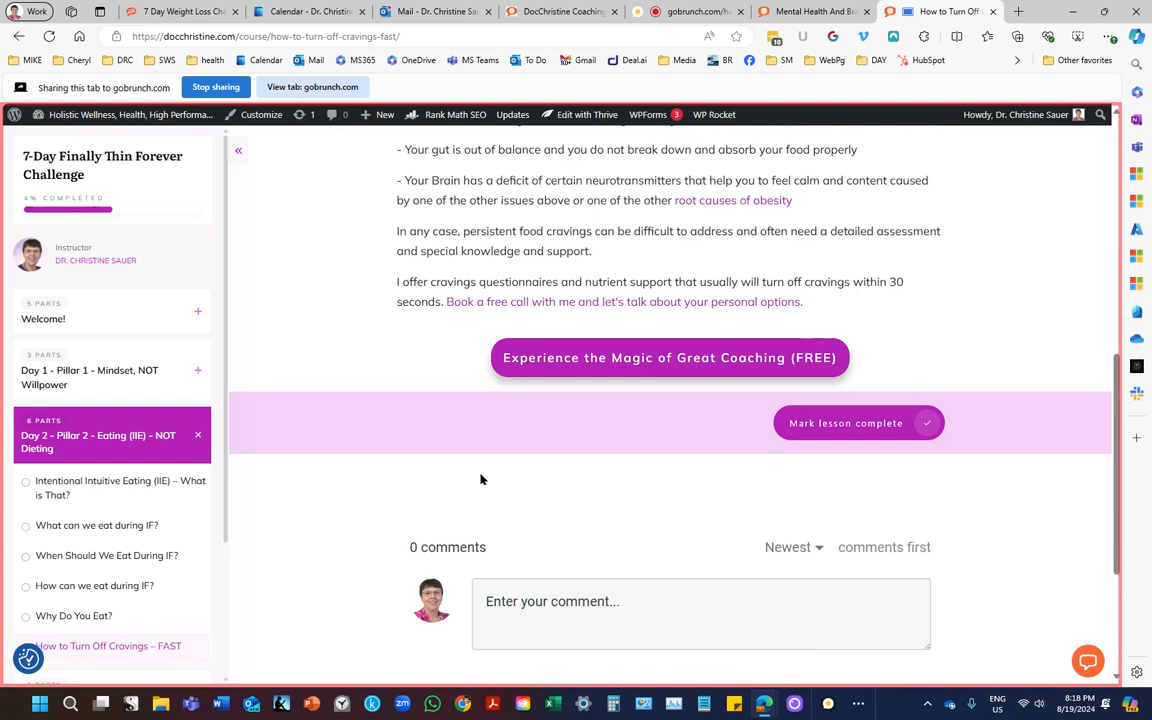 Work
7 Day Weight Loss Cha
Calendar - Dr. Christin
Mail - Dr. Christine Sa
DocChristine Coaching
gobrunch.com/ha
Mental Health And Br
How to Turn Off
https://docchristine.com/course/how-to-turn-off-cravings-fast/
10
MIKE
Cheryl
DRC
SWS
health
Calendar
Mail
MS365
OneDrive
MS Teams
To Do
Gmail
Deal.ai
Media
BR
SM
WebPg
DAY
HubSpot
Other favorites
Sharing this tab to gobrunch.com
Stop sharing
View tab: gobrunch.com
Holistic Wellness, Health, High Performa...
Customize
1
0
New
Rank Math SEO
Updates
Edit with Thrive
WPForms 3
WP Rocket
Howdy, Dr. Christine Sauer
7-Day Finally Thin Forever
Challenge
4% COMPLETED
Instructor
DR. CHRISTINE SAUER
5 PARTS
Welcome!
3 PARTS
Day 1 - Pillar 1 - Mindset, NOT
Willpower
6 PARTS
Day 2 - Pillar 2 - Eating (IIE) - NOT
Dieting
Intentional Intuitive Eating (IIE) – What
is That?
What can we eat during IF?
When Should We Eat During IF?
How can we eat during IF?
Why Do You Eat?
How to Turn Off Cravings – FAST
- Your gut is out of balance and you do not break down and absorb your food properly
- Your Brain has a deficit of certain neurotransmitters that help you to feel calm and content caused
by one of the other issues above or one of the other root causes of obesity
In any case, persistent food cravings can be difficult to address and often need a detailed assessment
and special knowledge and support.
I offer cravings questionnaires and nutrient support that usually will turn off cravings within 30
seconds. Book a free call with me and let's talk about your personal options.
Experience the Magic of Great Coaching (FREE)
Mark lesson complete
0 comments
Newest
comments first
Enter your comment...
ENG
US
8:18 PM
8/19/2024